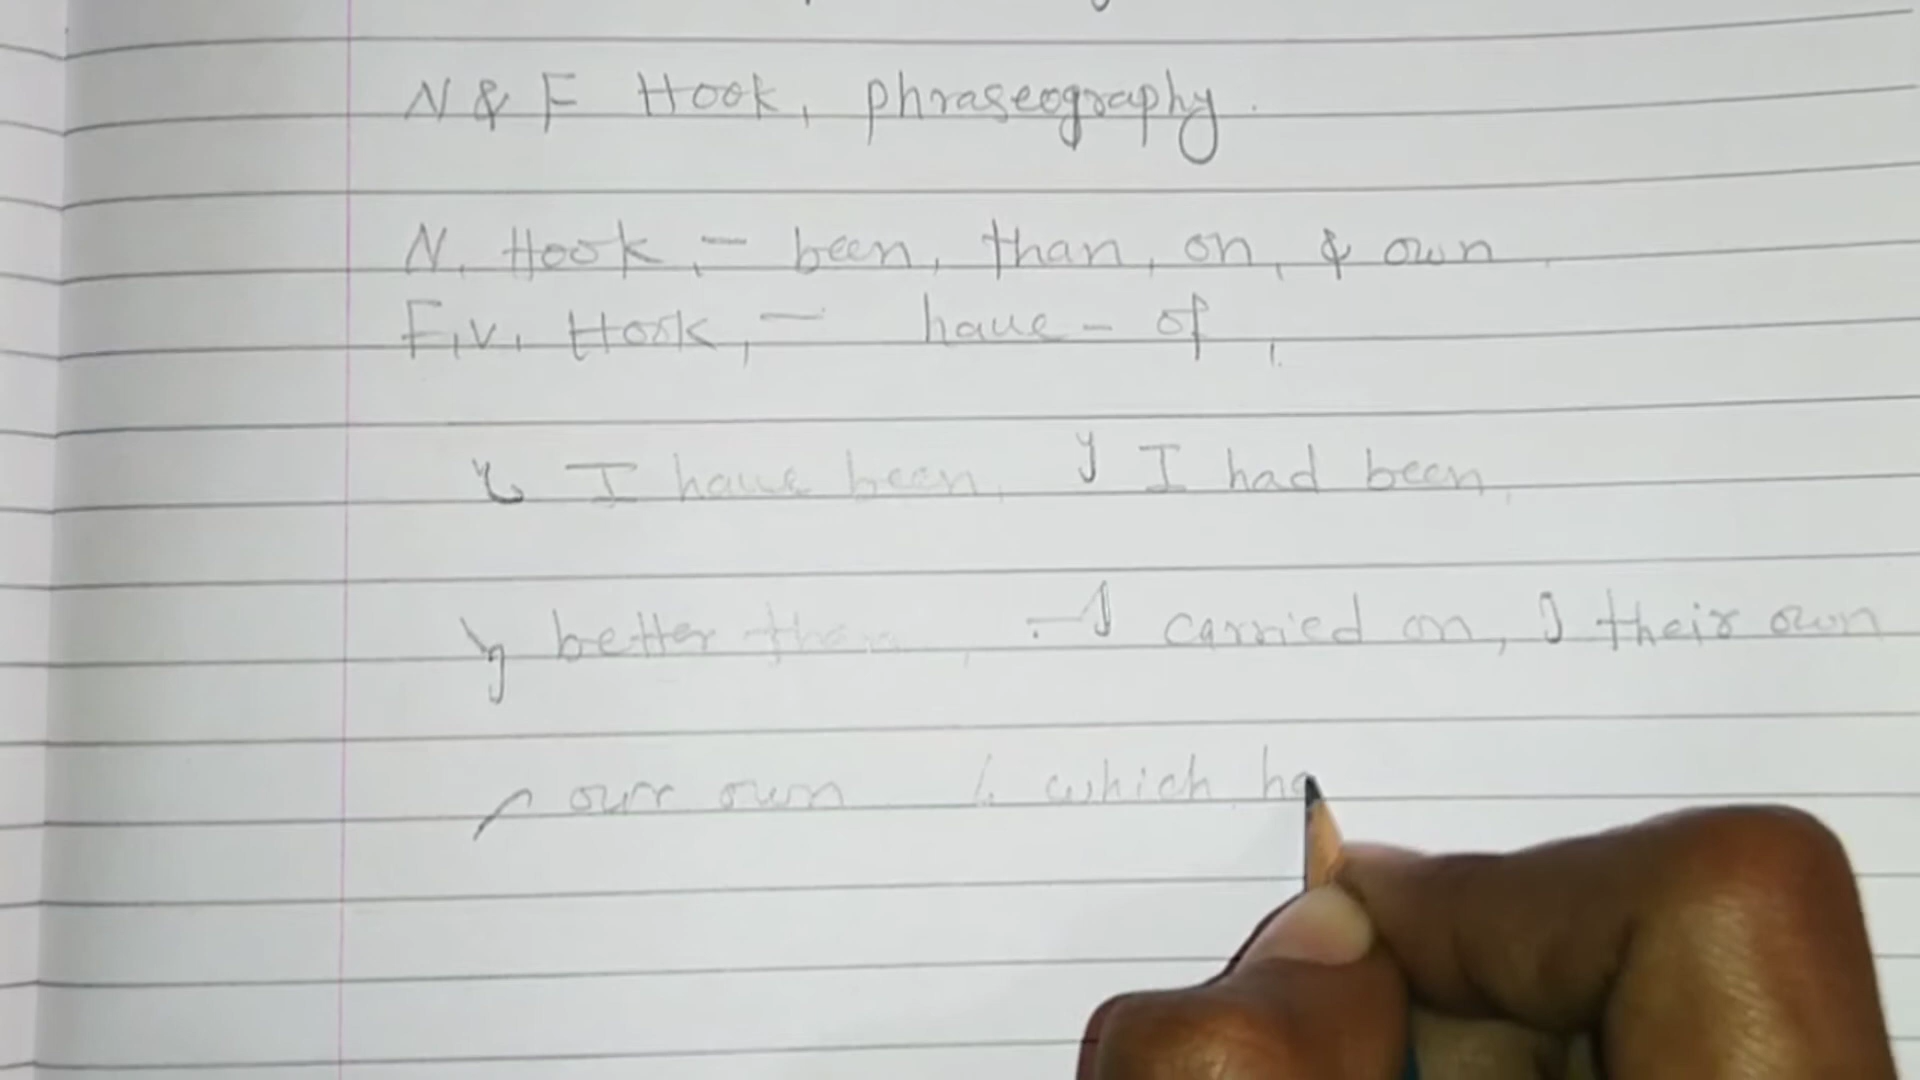 N & F Hook, phraseography.
N. Hook, - been, than, on, & own
F.V. Hook, - have - of,
I have been, I had been,
better than, carried on, their own
our own which ha